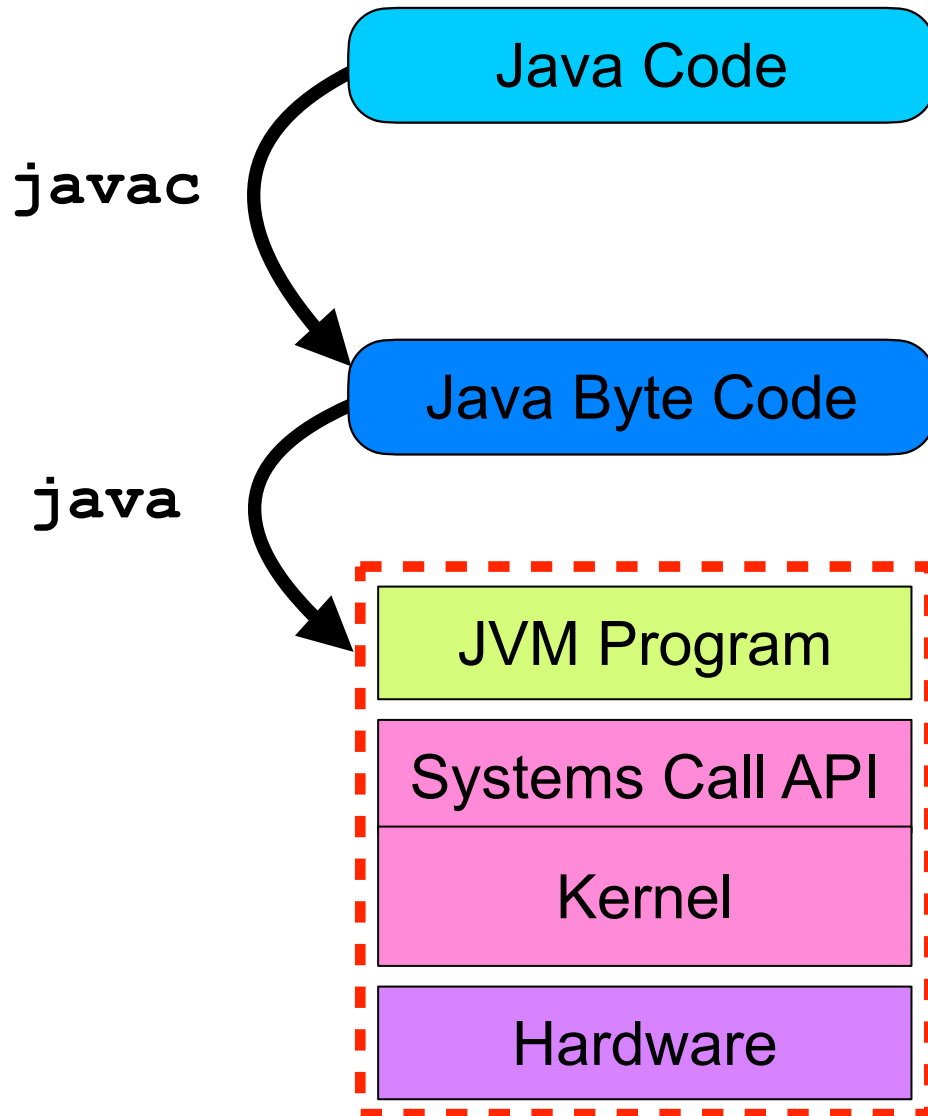 Java Code
javac
Java Byte Code
java
JVM Program
Systems Call API
Kernel
Hardware